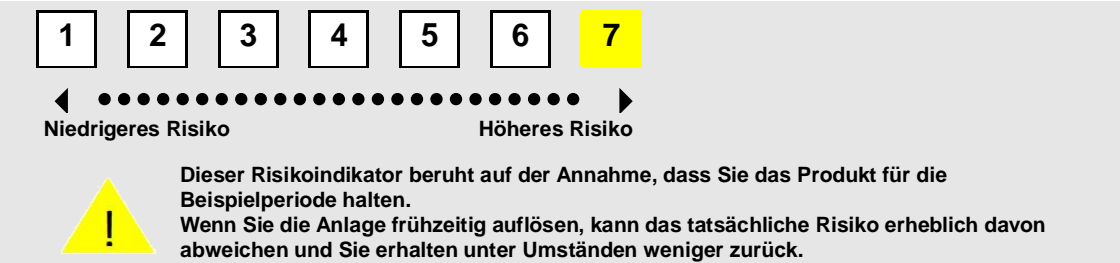 1 2 3 4 5 6 7
Niedrigeres Risiko Höheres Risiko
Dieser Risikoindikator beruht auf der Annahme, dass Sie das Produkt für die
Beispielperiode halten.
! Wenn Sie die Anlage frühzeitig auflösen, kann das tatsächliche Risiko erheblich davon
abweichen und Sie erhalten unter Umständen weniger zurück.